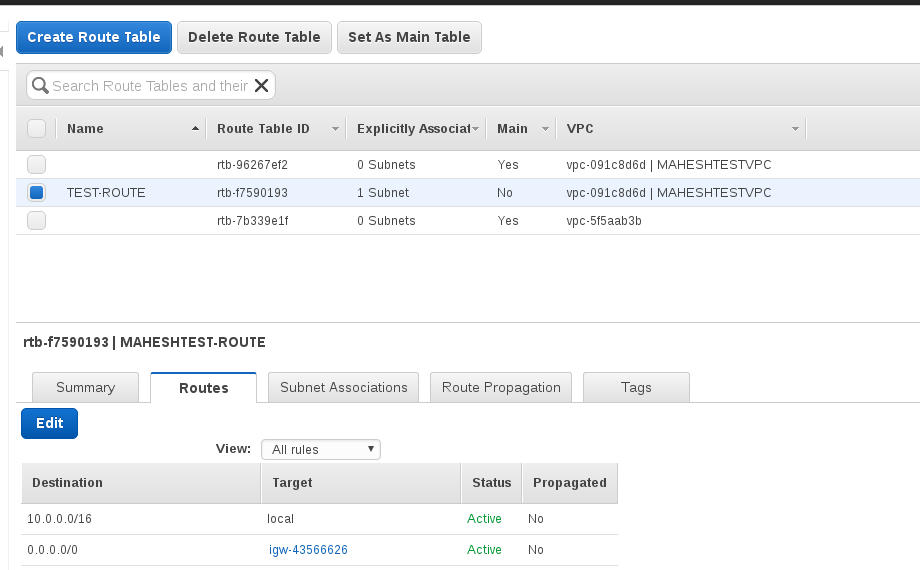 Create Route Table Delete Route Table Set As Main Table
Search Route Tables and their
Name Route Table ID Explicitly Associat Main VPC
rtb-96267ef2 0 Subnets Yes vpc-091c8d6d | MAHESHTESTVPC
TEST-ROUTE rtb-f7590193 1 Subnet No vpc-091c8d6d | MAHESHTESTVPC
rtb-7b339e1f 0 Subnets Yes vpc-5f5aab3b
rtb-f7590193 | MAHESHTEST-ROUTE
Summary Routes Subnet Associations Route Propagation Tags
Edit
View: All rules
Destination Target Status Propagated
10.0.0.0/16 local Active No
0.0.0.0/0 igw-43566626 Active No